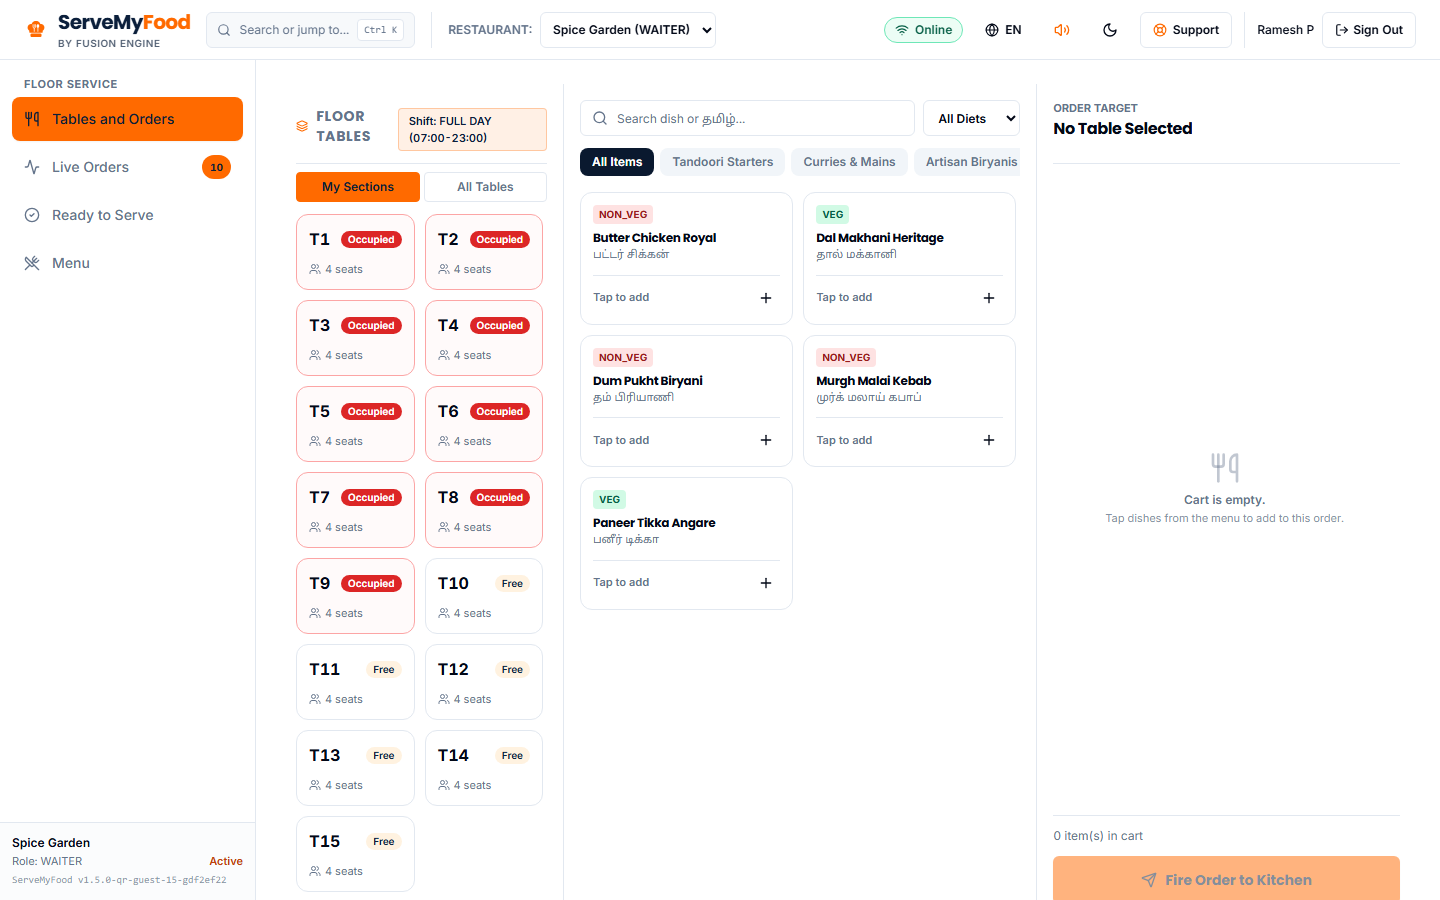 ServeMyFood
BY FUSION ENGINE
Search or jump to... Ctrl K
RESTAURANT: Spice Garden (WAITER)
Online
EN
Support
Ramesh P
Sign Out
FLOOR SERVICE
Tables and Orders
Live Orders 10
Ready to Serve
Menu
Spice Garden
Role: WAITER Active
ServeMyFood v1.5.0-qr-guest-15-gdf2ef22
FLOOR TABLES
Shift: FULL DAY
(07:00-23:00)
My Sections All Tables
T1 Occupied
4 seats
T2 Occupied
4 seats
T3 Occupied
4 seats
T4 Occupied
4 seats
T5 Occupied
4 seats
T6 Occupied
4 seats
T7 Occupied
4 seats
T8 Occupied
4 seats
T9 Occupied
4 seats
T10 Free
4 seats
T11 Free
4 seats
T12 Free
4 seats
T13 Free
4 seats
T14 Free
4 seats
T15 Free
4 seats
Search dish or தமிழ்...
All Diets
All Items Tandoori Starters Curries & Mains Artisan Biryanis
NON_VEG
Butter Chicken Royal
பட்டர் சிக்கன்
Tap to add +
VEG
Dal Makhani Heritage
தால் மக்கானி
Tap to add +
NON_VEG
Dum Pukht Biryani
தம் பிரியாணி
Tap to add +
NON_VEG
Murgh Malai Kebab
முர்க் மலாய் கபாப்
Tap to add +
VEG
Paneer Tikka Angare
பனீர் டிக்கா
Tap to add +
ORDER TARGET
No Table Selected
Cart is empty.
Tap dishes from the menu to add to this order.
0 item(s) in cart
Fire Order to Kitchen